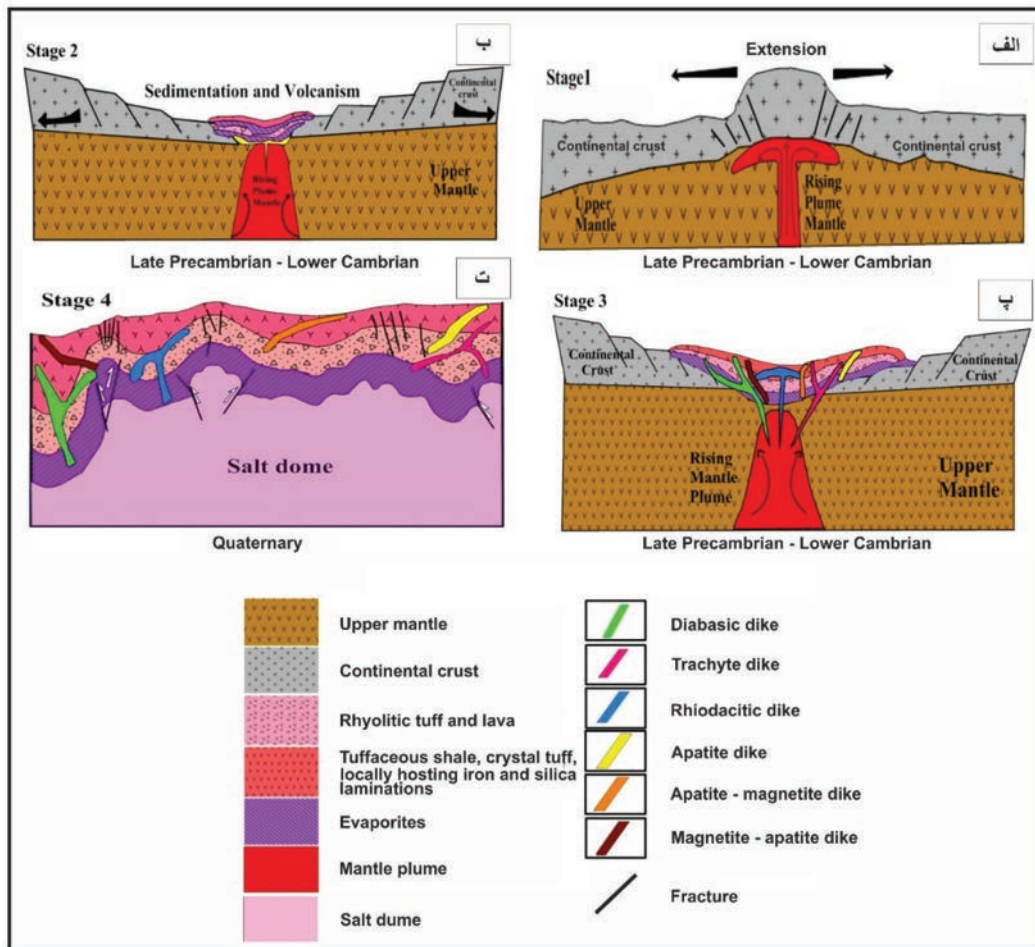 Stage 2
ب
Sedimentation and Volcanism
Continental
crust
Rising
Plume
Mantle
Upper
Mantle
Late Precambrian - Lower Cambrian
الف
Extension
Stage1
Continental crust
Continental crust
Upper
Mantle
Rising
Plume
Mantle
Late Precambrian - Lower Cambrian
Stage 4
ت
Salt dome
Quaternary
Stage 3
پ
Continental
Crust
Continental
Crust
Rising
Mantle
Plume
Upper
Mantle
Late Precambrian - Lower Cambrian
Upper mantle
Continental crust
Rhyolitic tuff and lava
Tuffaceous shale, crystal tuff,
locally hosting iron and silica
laminations
Evaporites
Mantle plume
Salt dume
Diabasic dike
Trachyte dike
Rhiodacitic dike
Apatite dike
Apatite - magnetite dike
Magnetite - apatite dike
Fracture